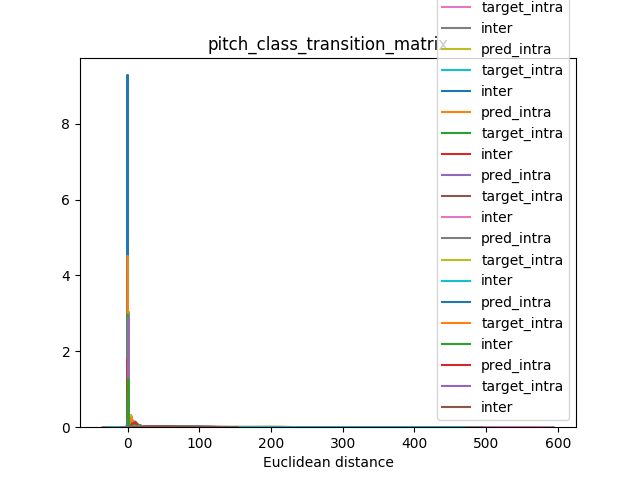 pitch_class_transition_matrix
target_intra
inter
pred_intra
target_intra
inter
pred_intra
target_intra
inter
pred_intra
target_intra
inter
pred_intra
target_intra
inter
pred_intra
target_intra
inter
pred_intra
target_intra
inter
8
6
4
2
0
0 100 200 300 400 500 600
Euclidean distance